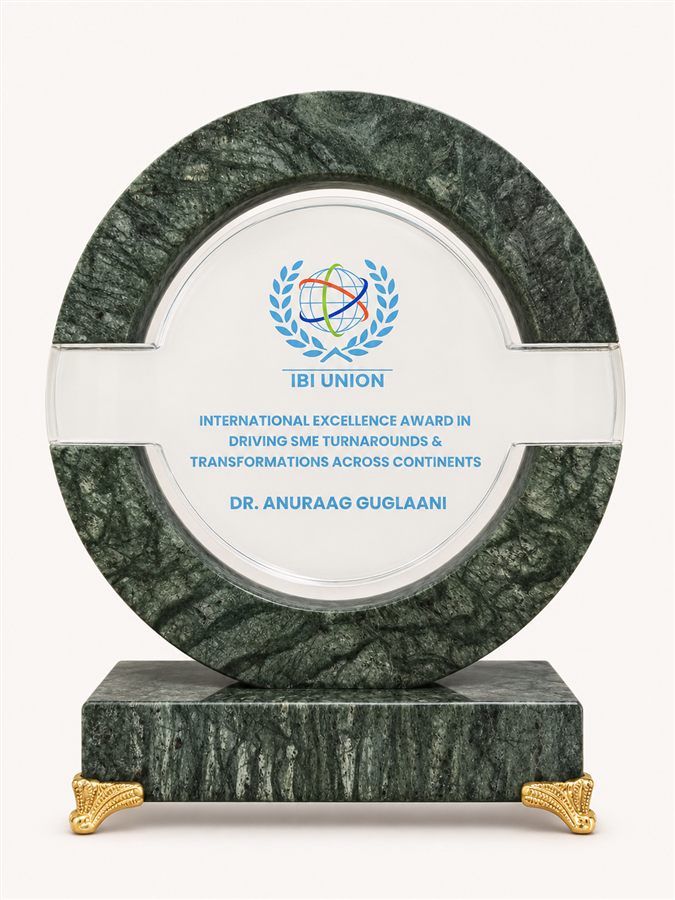 IBI UNION
INTERNATIONAL EXCELLENCE AWARD IN
DRIVING SME TURNAROUNDS &
TRANSFORMATIONS ACROSS CONTINENTS
DR. ANURAAG GUGLAANI